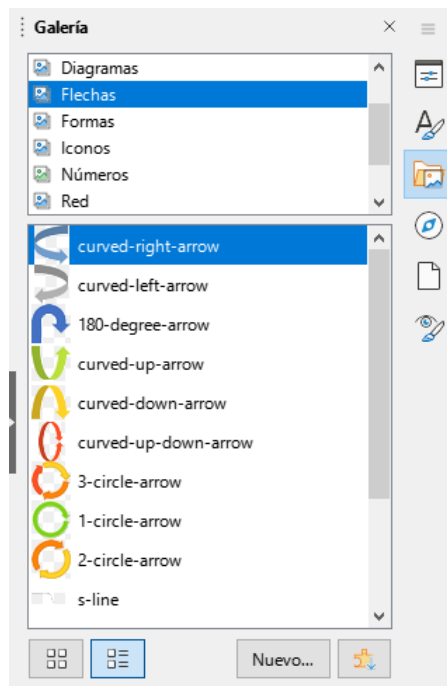 Galería
Diagramas
Flechas
Formas
Iconos
Números
Red
curved-right-arrow
curved-left-arrow
180-degree-arrow
curved-up-arrow
curved-down-arrow
curved-up-down-arrow
3-circle-arrow
1-circle-arrow
2-circle-arrow
s-line
Nuevo...